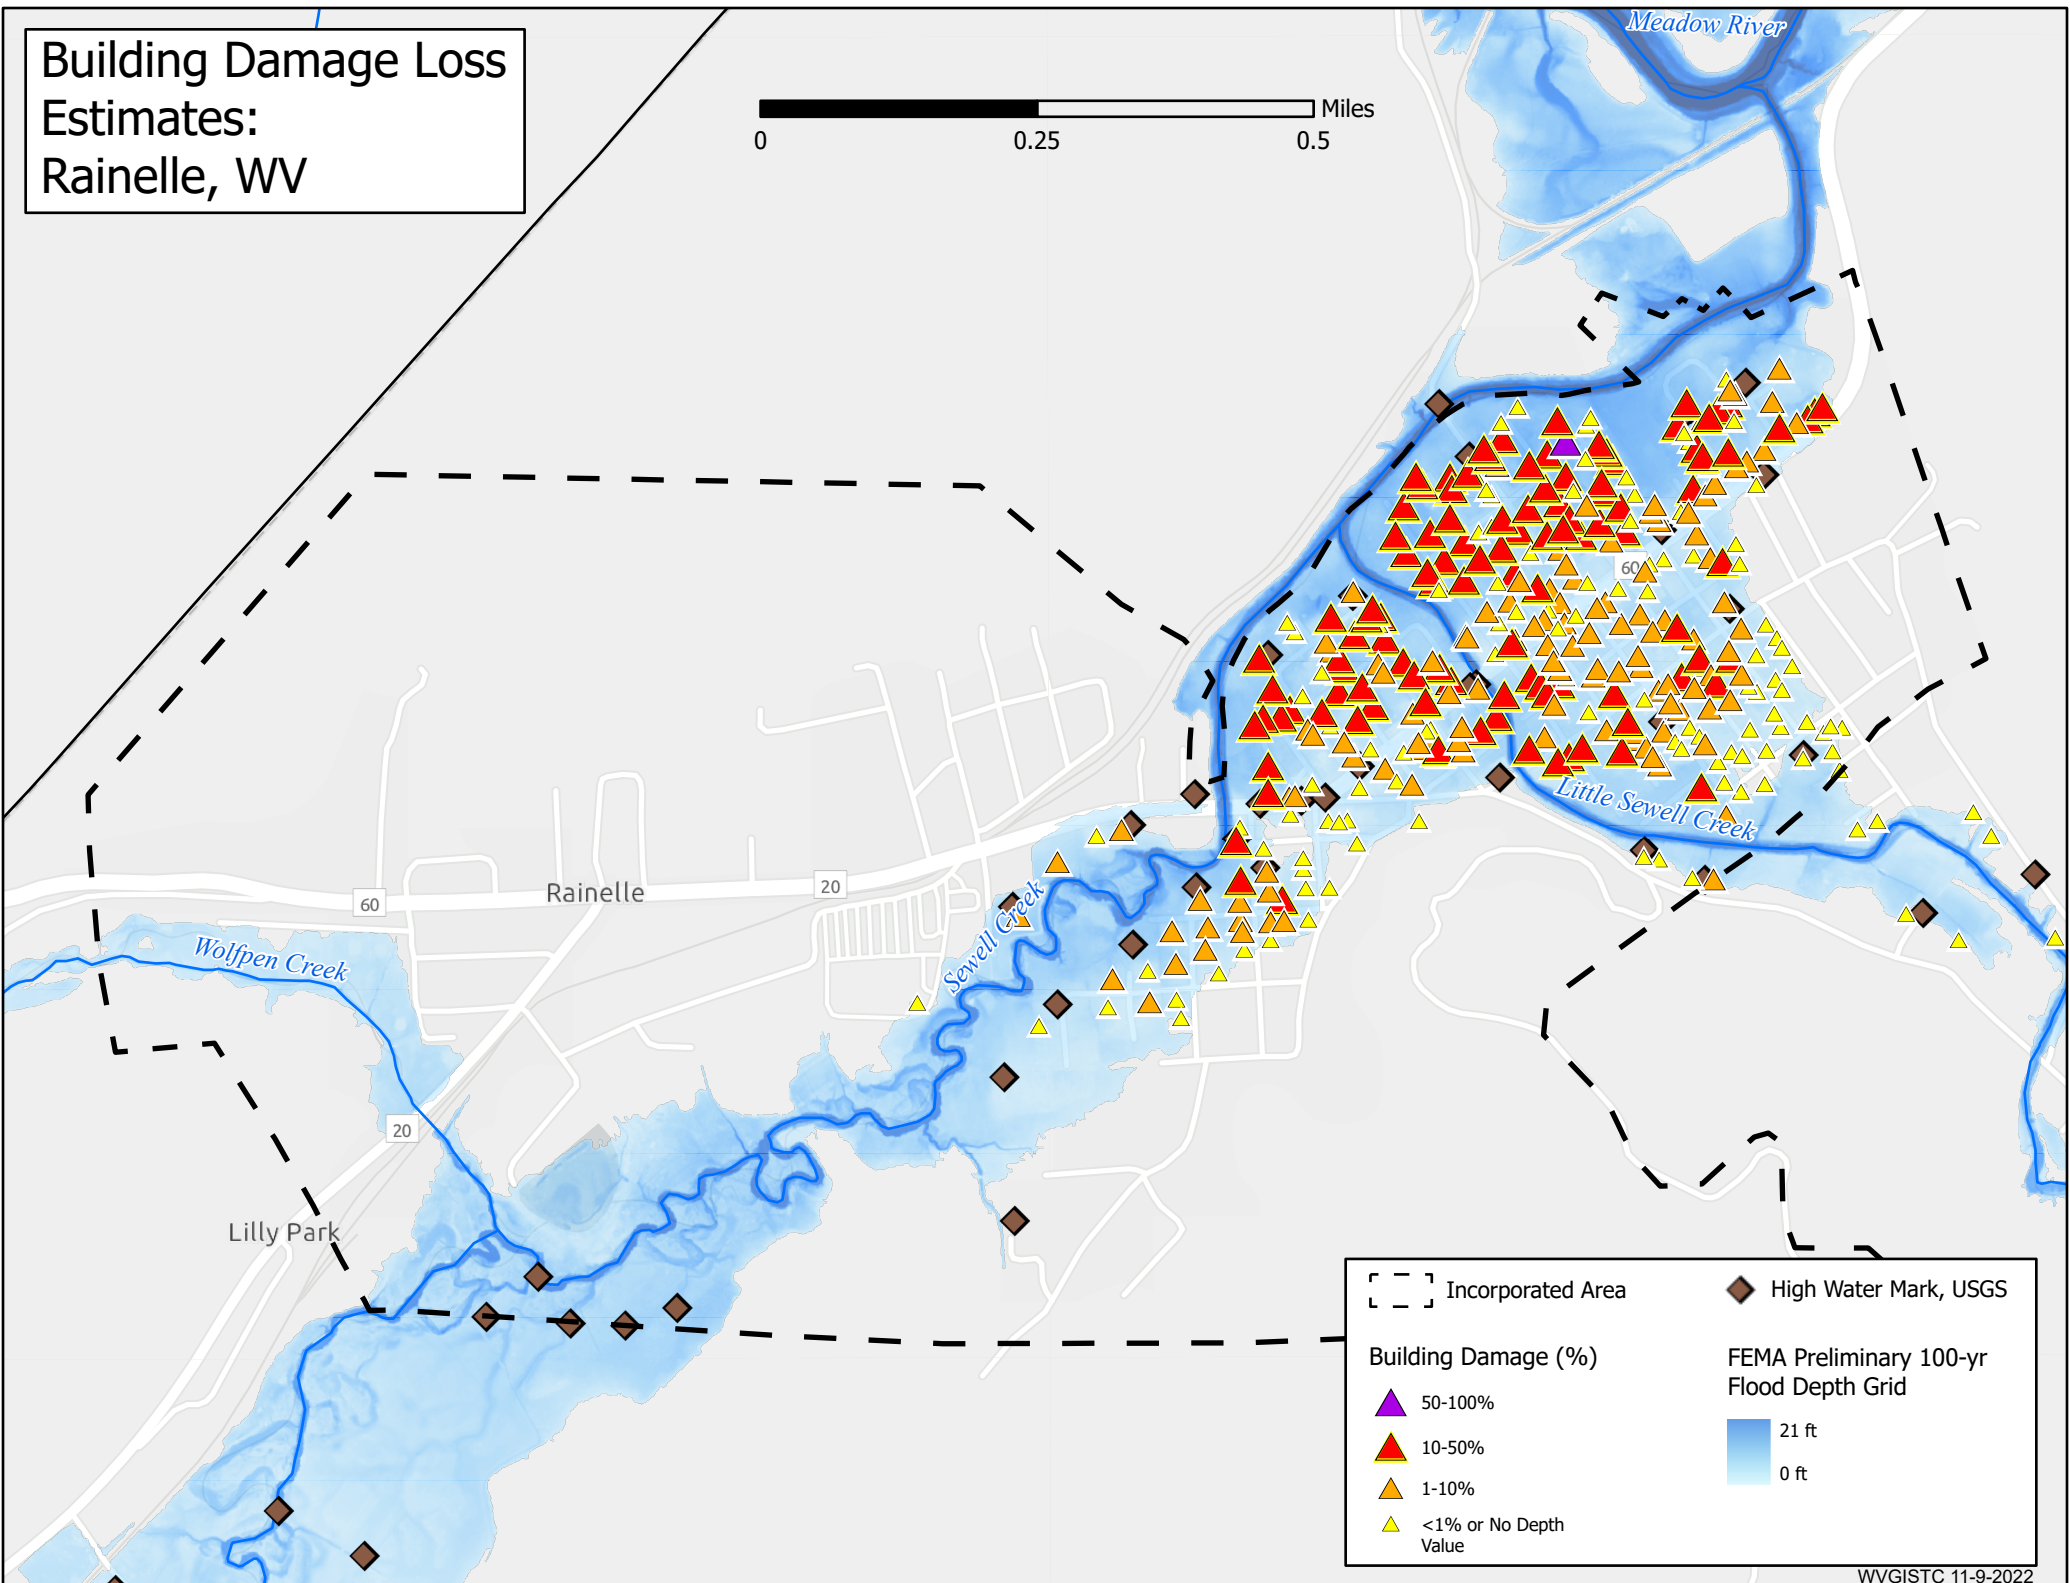 Building Damage Loss
Estimates:
Rainelle, WV
Miles
0
0.25
0.5
Meadow River
60
Little Sewell Creek
Rainelle
20
60
Sewell Creek
Wolfpen Creek
20
Lilly Park
Incorporated Area
High Water Mark, USGS
Building Damage (%)
50-100%
10-50%
1-10%
<1% or No Depth
Value
FEMA Preliminary 100-yr
Flood Depth Grid
21 ft
0 ft
WVGISTC 11-9-2022